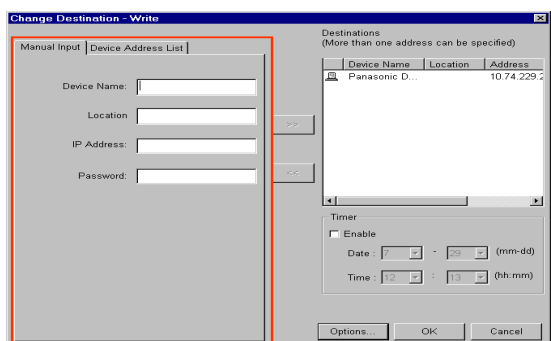 Change Destination - Write
Manual Input
Device Address List
Device Name:
Location
IP Address:
Password:
>>
<<
Destinations
(More than one address can be specified)
Device Name
Location
Address
Panasonic D...
10.74.229.2
Timer
Enable
Date : 7 - 29 (mm-dd)
Time : 12 : 13 (hh:mm)
Options...
OK
Cancel